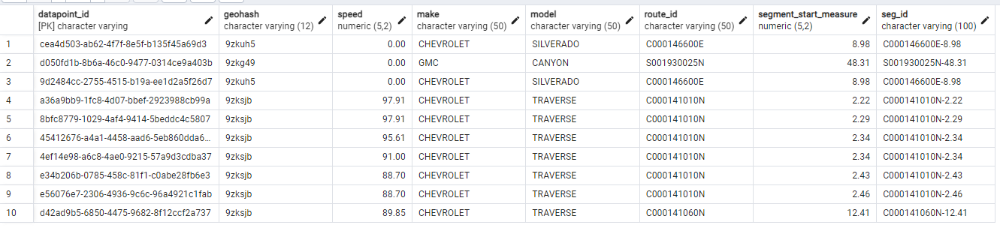 datapoint_id geohash speed make model route_id segment_start_measure seg_id
[PK] character varying character varying (12) numeric (5,2) character varying (50) character varying (50) character varying (50) numeric (5,2) character varying (100)
1 cea4d503-ab62-4f7f-8e5f-b135f45a69d3 9zkuh5 0.00 CHEVROLET SILVERADO C000146600E 8.98 C000146600E-8.98
2 d050fd1b-8b6a-46c0-9477-0314ce9a403b 9zkg49 0.00 GMC CANYON S001930025N 48.31 S001930025N-48.31
3 9d2484cc-2755-4515-b19a-ee1d2a5f26d7 9zkuh5 0.00 CHEVROLET SILVERADO C000146600E 8.98 C000146600E-8.98
4 a36a9bb9-1fc8-4d07-bbef-2923988cb99a 9zksjb 97.91 CHEVROLET TRAVERSE C000141010N 2.22 C000141010N-2.22
5 8bfc8779-1029-4af4-9414-5beddc4c5807 9zksjb 97.91 CHEVROLET TRAVERSE C000141010N 2.29 C000141010N-2.29
6 45412676-a4a1-4458-aad6-5eb860dda6... 9zksjb 95.61 CHEVROLET TRAVERSE C000141010N 2.34 C000141010N-2.34
7 4ef14e98-a6c8-4ae0-9215-57a9d3cdba37 9zksjb 91.00 CHEVROLET TRAVERSE C000141010N 2.34 C000141010N-2.34
8 e34b206b-0785-458c-81f1-c0abe28fb6e3 9zksjb 88.70 CHEVROLET TRAVERSE C000141010N 2.43 C000141010N-2.43
9 e56076e7-2306-4936-9c6c-96a4921c1fab 9zksjb 88.70 CHEVROLET TRAVERSE C000141010N 2.46 C000141010N-2.46
10 d42ad9b5-6850-4475-9682-8f12ccf2a737 9zksjb 89.85 CHEVROLET TRAVERSE C000141060N 12.41 C000141060N-12.41